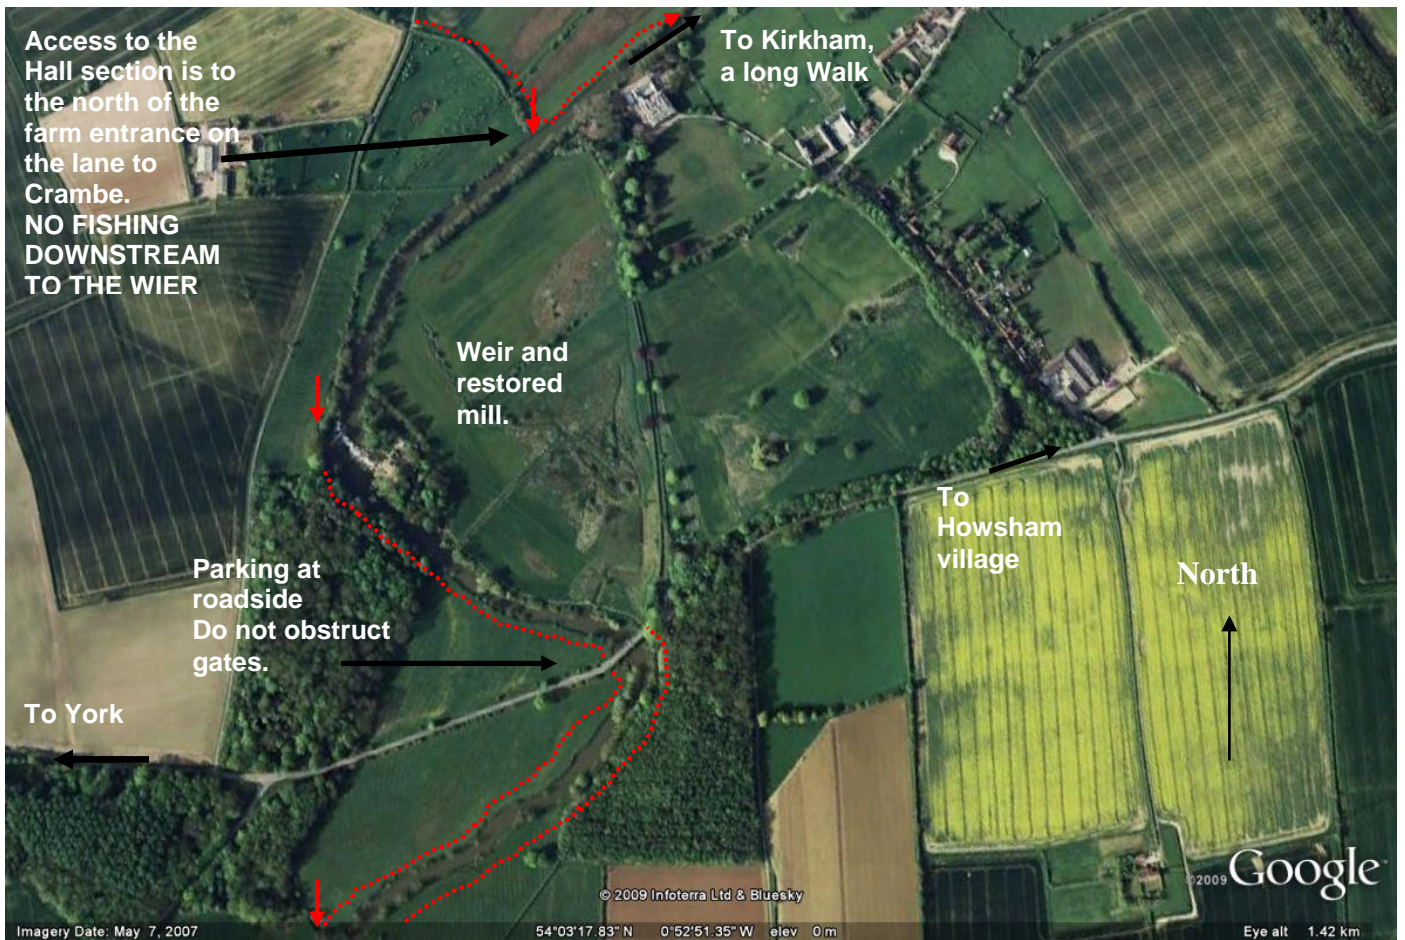 Access to the
Hall section is to
the north of the
farm entrance on
the lane to
Crambe.
NO FISHING
DOWNSTREAM
TO THE WIER
To Kirkham,
a long Walk
Weir and
restored
mill.
To
Howsham
village
North
Parking at
roadside
Do not obstruct
gates.
To York
©2009 Google
© 2009 Infoterra Ltd & Bluesky
Imagery Date: May 7, 2007
54°03'17.83" N 0°52'51.35" W elev 0 m
Eye alt 1.42 km